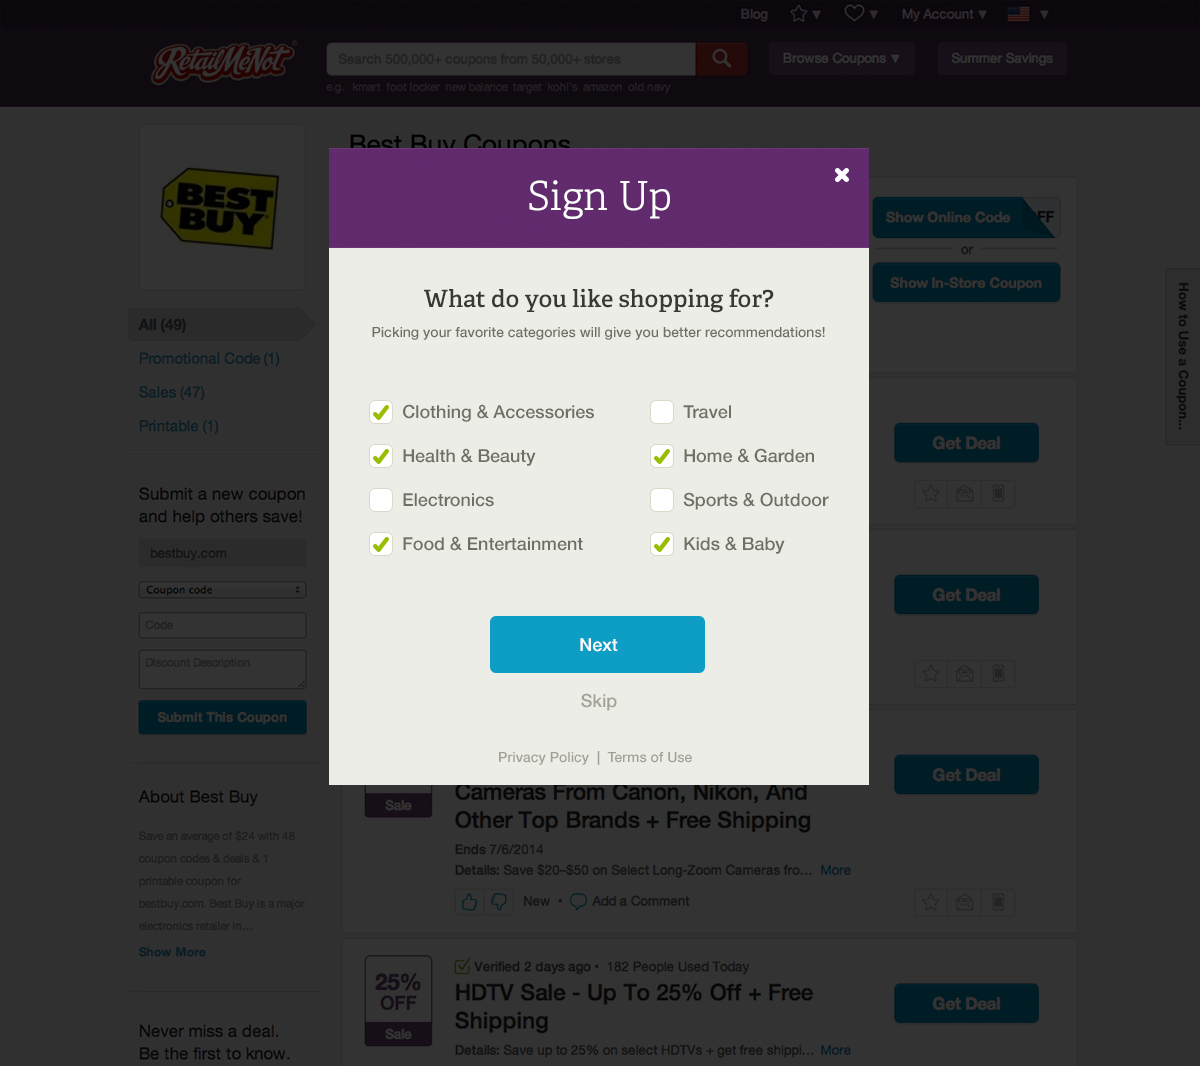 Blog
My Account
RetailMeNot
Search 500,000+ coupons from 50,000+ stores
Browse Coupons
Summer Savings
e.g. kmart foot locker new balance target kohl's amazon old navy
Best Buy Coupons
BEST
BUY
Sign Up
What do you like shopping for?
Picking your favorite categories will give you better recommendations!
Clothing & Accessories
Travel
Health & Beauty
Home & Garden
Electronics
Sports & Outdoor
Food & Entertainment
Kids & Baby
Next
Skip
Privacy Policy | Terms of Use
All (49)
Promotional Code (1)
Sales (47)
Printable (1)
Submit a new coupon
and help others save!
bestbuy.com
Coupon code
Code
Discount Description
Submit This Coupon
About Best Buy
Save an average of $24 with 48
coupon codes & deals & 1
printable coupon for
bestbuy.com. Best Buy is a major
electronics retailer in...
Show More
Never miss a deal.
Be the first to know.
Show Online Code
FF
or
Show In-Store Coupon
How to Use a Coupon...
Get Deal
Get Deal
Get Deal
Sale
Cameras From Canon, Nikon, And
Other Top Brands + Free Shipping
Ends 7/6/2014
Details: Save $20–$50 on Select Long-Zoom Cameras fro... More
New • Add a Comment
25%
OFF
Sale
Verified 2 days ago • 182 People Used Today
HDTV Sale - Up To 25% Off + Free
Shipping
Details: Save up to 25% on select HDTVs + get free shippi... More
Get Deal